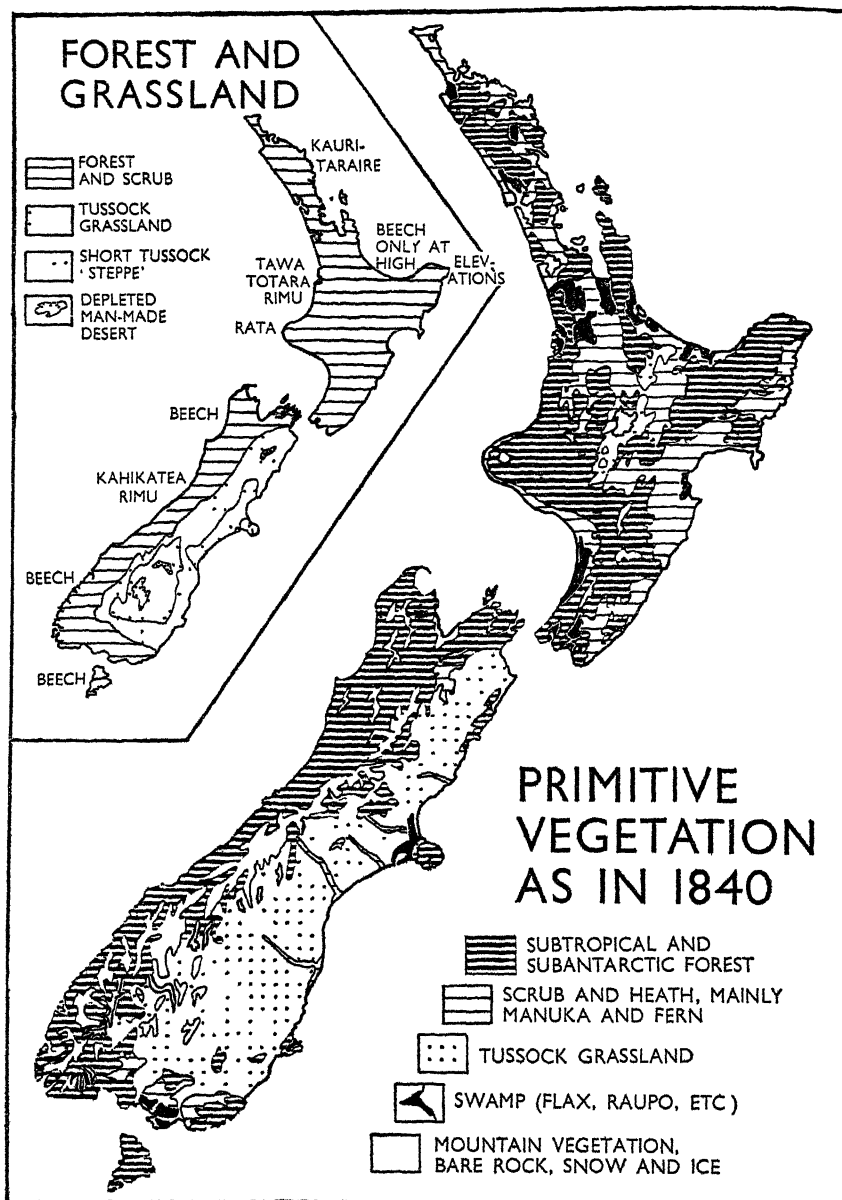 FOREST AND
GRASSLAND
FOREST
AND SCRUB
TUSSOCK
GRASSLAND
SHORT TUSSOCK
'STEPPE'
DEPLETED
MAN-MADE
DESERT
KAURI-
TARAIRE
BEECH
ONLY AT
HIGH ELEV-
ATIONS
TAWA
TOTARA
RIMU
RATA
BEECH
KAHIKATEA
RIMU
BEECH
BEECH
PRIMITIVE
VEGETATION
AS IN 1840
SUBTROPICAL AND
SUBANTARCTIC FOREST
SCRUB AND HEATH, MAINLY
MANUKA AND FERN
TUSSOCK GRASSLAND
SWAMP (FLAX, RAUPO, ETC)
MOUNTAIN VEGETATION,
BARE ROCK, SNOW AND ICE